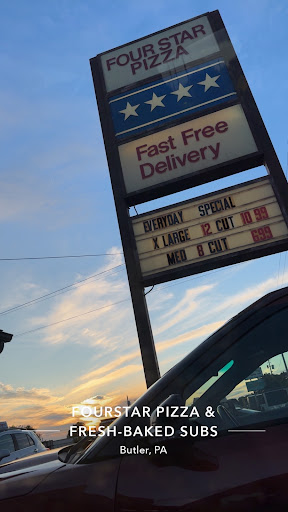 FOUR STAR
PIZZA
Fast Free
Delivery
EVERYDAY SPECIAL
X LARGE 12 CUT 10.99
MED 8 CUT 6.99
FOURSTAR PIZZA &
FRESH-BAKED SUBS
Butler, PA